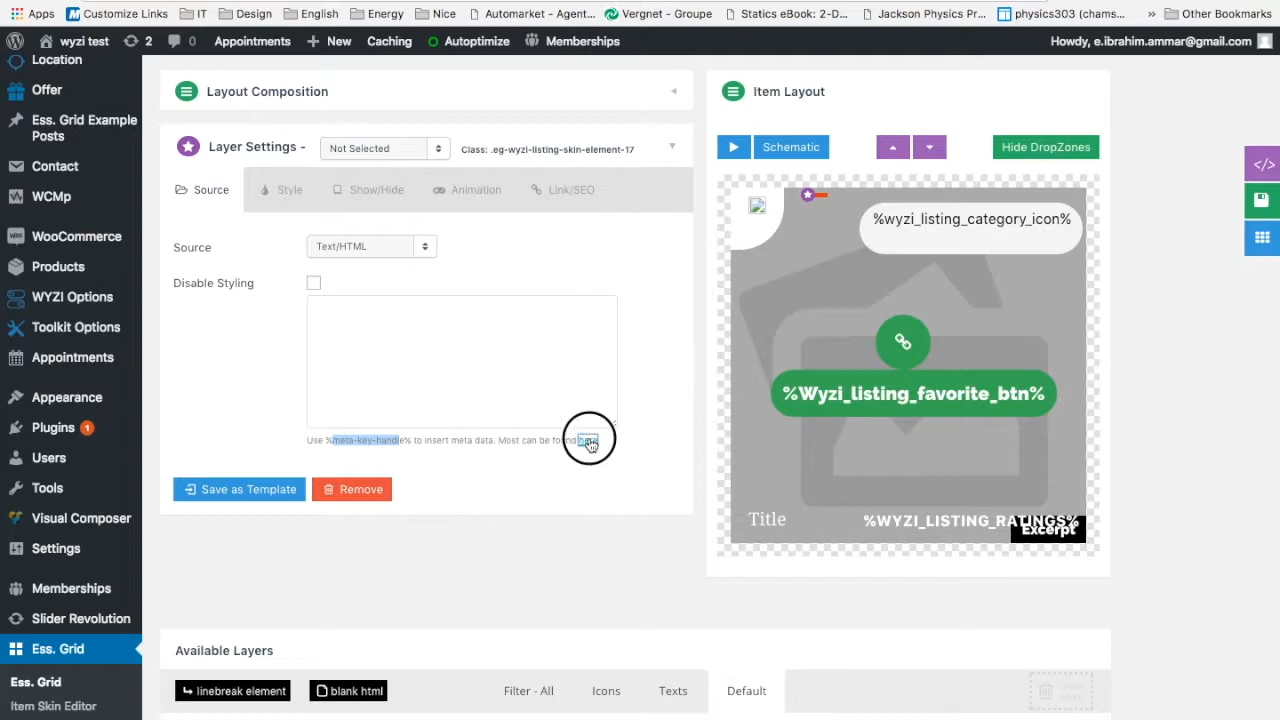 Apps
Customize Links
IT
Design
English
Energy
Nice
Automarket - Agent...
Vergnet - Groupe
Statics eBook: 2-D...
Jackson Physics Pr...
physics303 (chams...
»
Other Bookmarks
wyzi test
2
0
Appointments
New
Caching
Autoptimize
Memberships
Howdy, e.ibrahim.ammar@gmail.com
Location
Offer
Ess. Grid Example
Posts
Contact
WCMp
WooCommerce
Products
WYZI Options
Toolkit Options
Appointments
Appearance
Plugins 1
Users
Tools
Visual Composer
Settings
Memberships
Slider Revolution
Ess. Grid
Ess. Grid
Item Skin Editor
Layout Composition
Layer Settings -
Not Selected
Class: .eg-wyzi-listing-skin-element-17
Source
Style
Show/Hide
Animation
Link/SEO
Source
Text/HTML
Disable Styling
Use %meta-key-handle% to insert meta data. Most can be found
Save as Template
Remove
Item Layout
Schematic
Hide DropZones
%wyzi_listing_category_icon%
%Wyzi_listing_favorite_btn%
Title
%WYZI_LISTING_RATINGS%
Excerpt
</>
Available Layers
linebreak element
blank html
Filter - All
Icons
Texts
Default